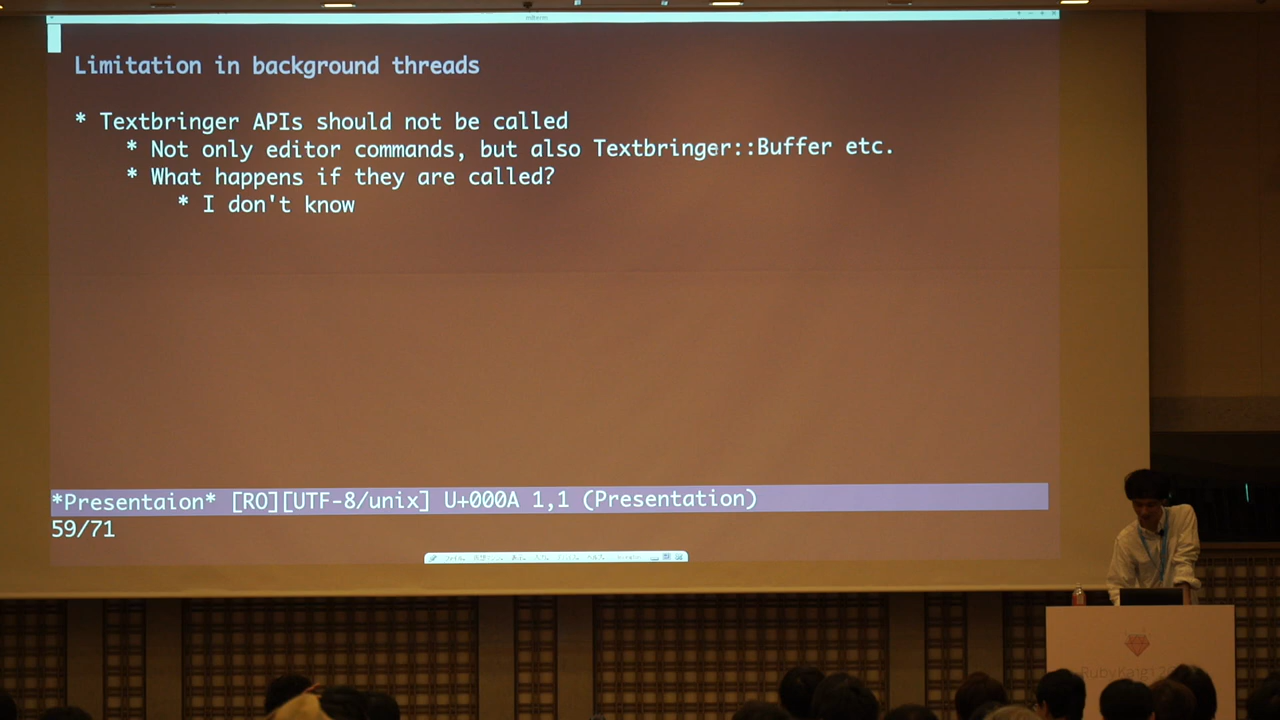 Limitation in background threads
* Textbringer APIs should not be called
* Not only editor commands, but also Textbringer::Buffer etc.
* What happens if they are called?
* I don't know
*Presentaion* [RO][UTF-8/unix] U+000A 1,1 (Presentation)
59/71